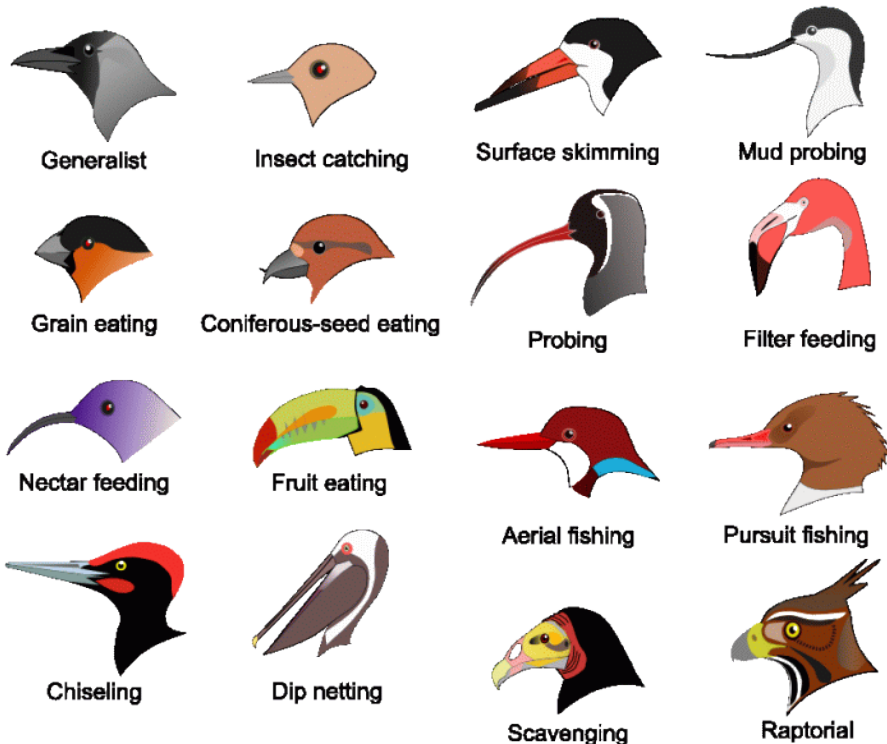 Generalist
Insect catching
Surface skimming
Mud probing
Grain eating
Coniferous-seed eating
Probing
Filter feeding
Nectar feeding
Fruit eating
Aerial fishing
Pursuit fishing
Chiseling
Dip netting
Scavenging
Raptorial